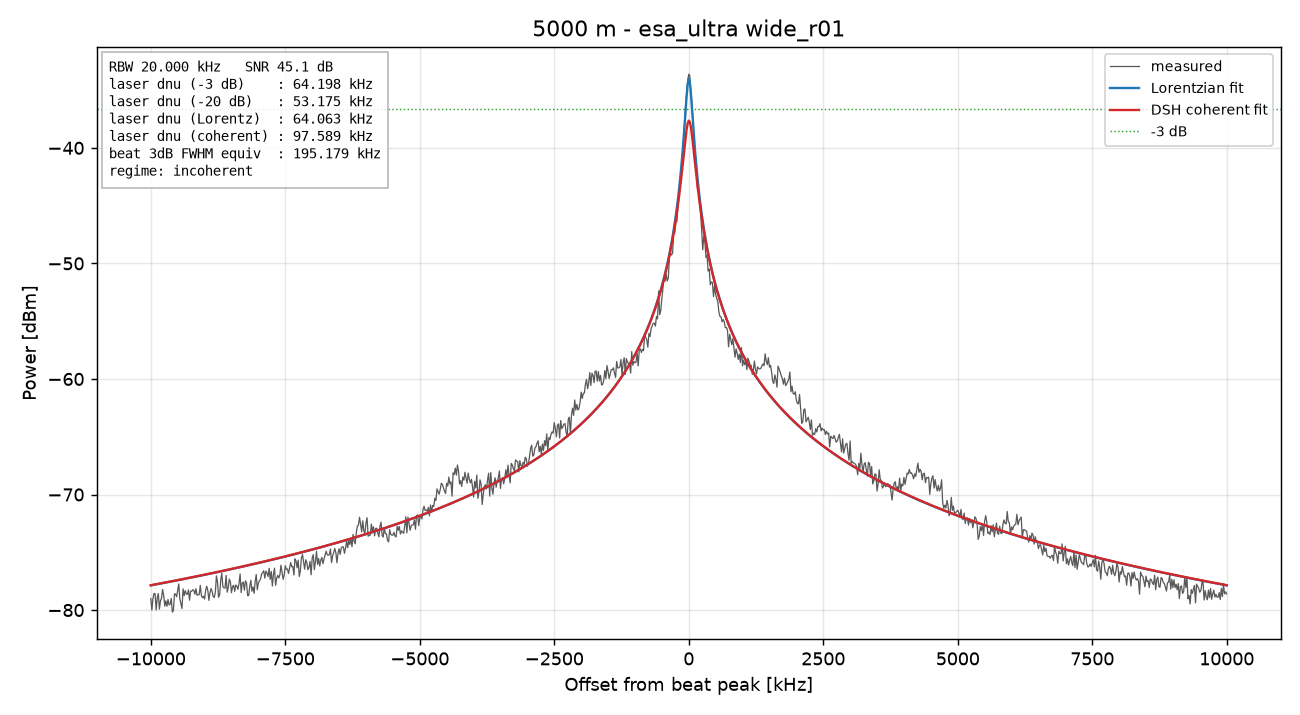 5000 m - esa_ultra wide_r01
RBW 20.000 kHz   SNR 45.1 dB
laser dnu (-3 dB)    : 64.198 kHz
laser dnu (-20 dB)   : 53.175 kHz
laser dnu (Lorentz)  : 64.063 kHz
laser dnu (coherent) : 97.589 kHz
beat 3dB FWHM equiv  : 195.179 kHz
regime: incoherent
measured
Lorentzian fit
DSH coherent fit
-3 dB
Power [dBm]
−40
−50
−60
−70
−80
−10000 −7500 −5000 −2500 0 2500 5000 7500 10000
Offset from beat peak [kHz]